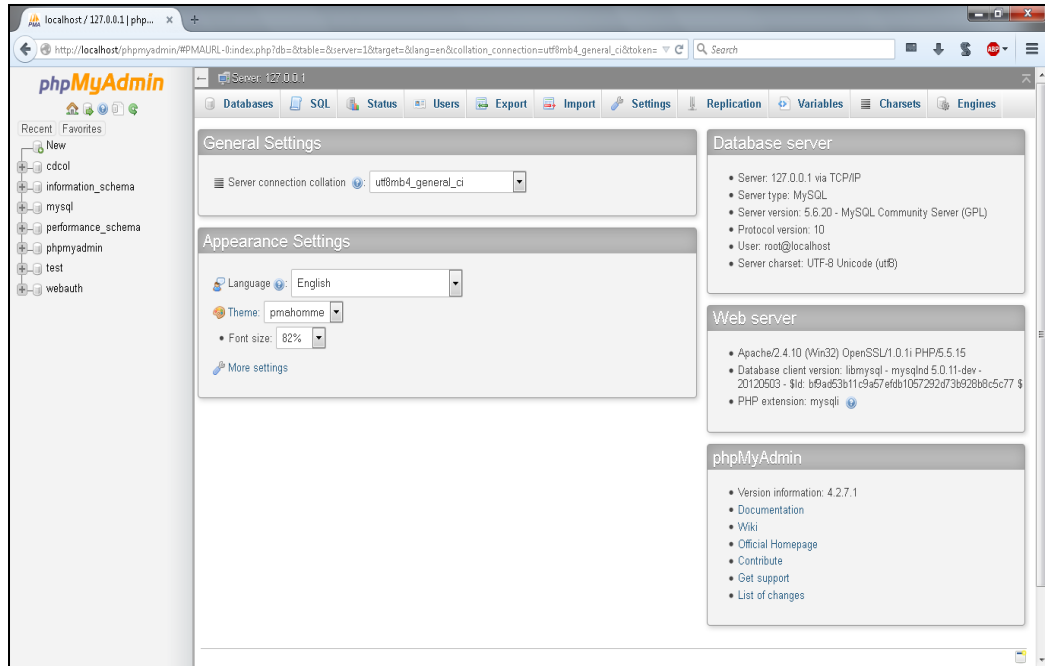 localhost / 127.0.0.1 | php...
http://localhost/phpmyadmin/#PMAURL-0:index.php?db=&table=&server=1&target=&lang=en&collation_connection=utf8mb4_general_ci&token=
Search
ABP
phpMyAdmin
Recent Favorites
New
cdcol
information_schema
mysql
performance_schema
phpmyadmin
test
webauth
Server: 127.0.0.1
Databases SQL Status Users Export Import Settings Replication Variables Charsets Engines
General Settings
Server connection collation : utf8mb4_general_ci
Appearance Settings
Language : English
Theme: pmahomme
• Font size: 82%
More settings
Database server
• Server: 127.0.0.1 via TCP/IP
• Server type: MySQL
• Server version: 5.6.20 - MySQL Community Server (GPL)
• Protocol version: 10
• User: root@localhost
• Server charset: UTF-8 Unicode (utf8)
Web server
• Apache/2.4.10 (Win32) OpenSSL/1.0.1i PHP/5.5.15
• Database client version: libmysql - mysqlnd 5.0.11-dev -
20120503 - $Id: bf9ad53b11c9a57efdb1057292d73b928b8c5c77 $
• PHP extension: mysqli
phpMyAdmin
• Version information: 4.2.7.1
• Documentation
• Wiki
• Official Homepage
• Contribute
• Get support
• List of changes